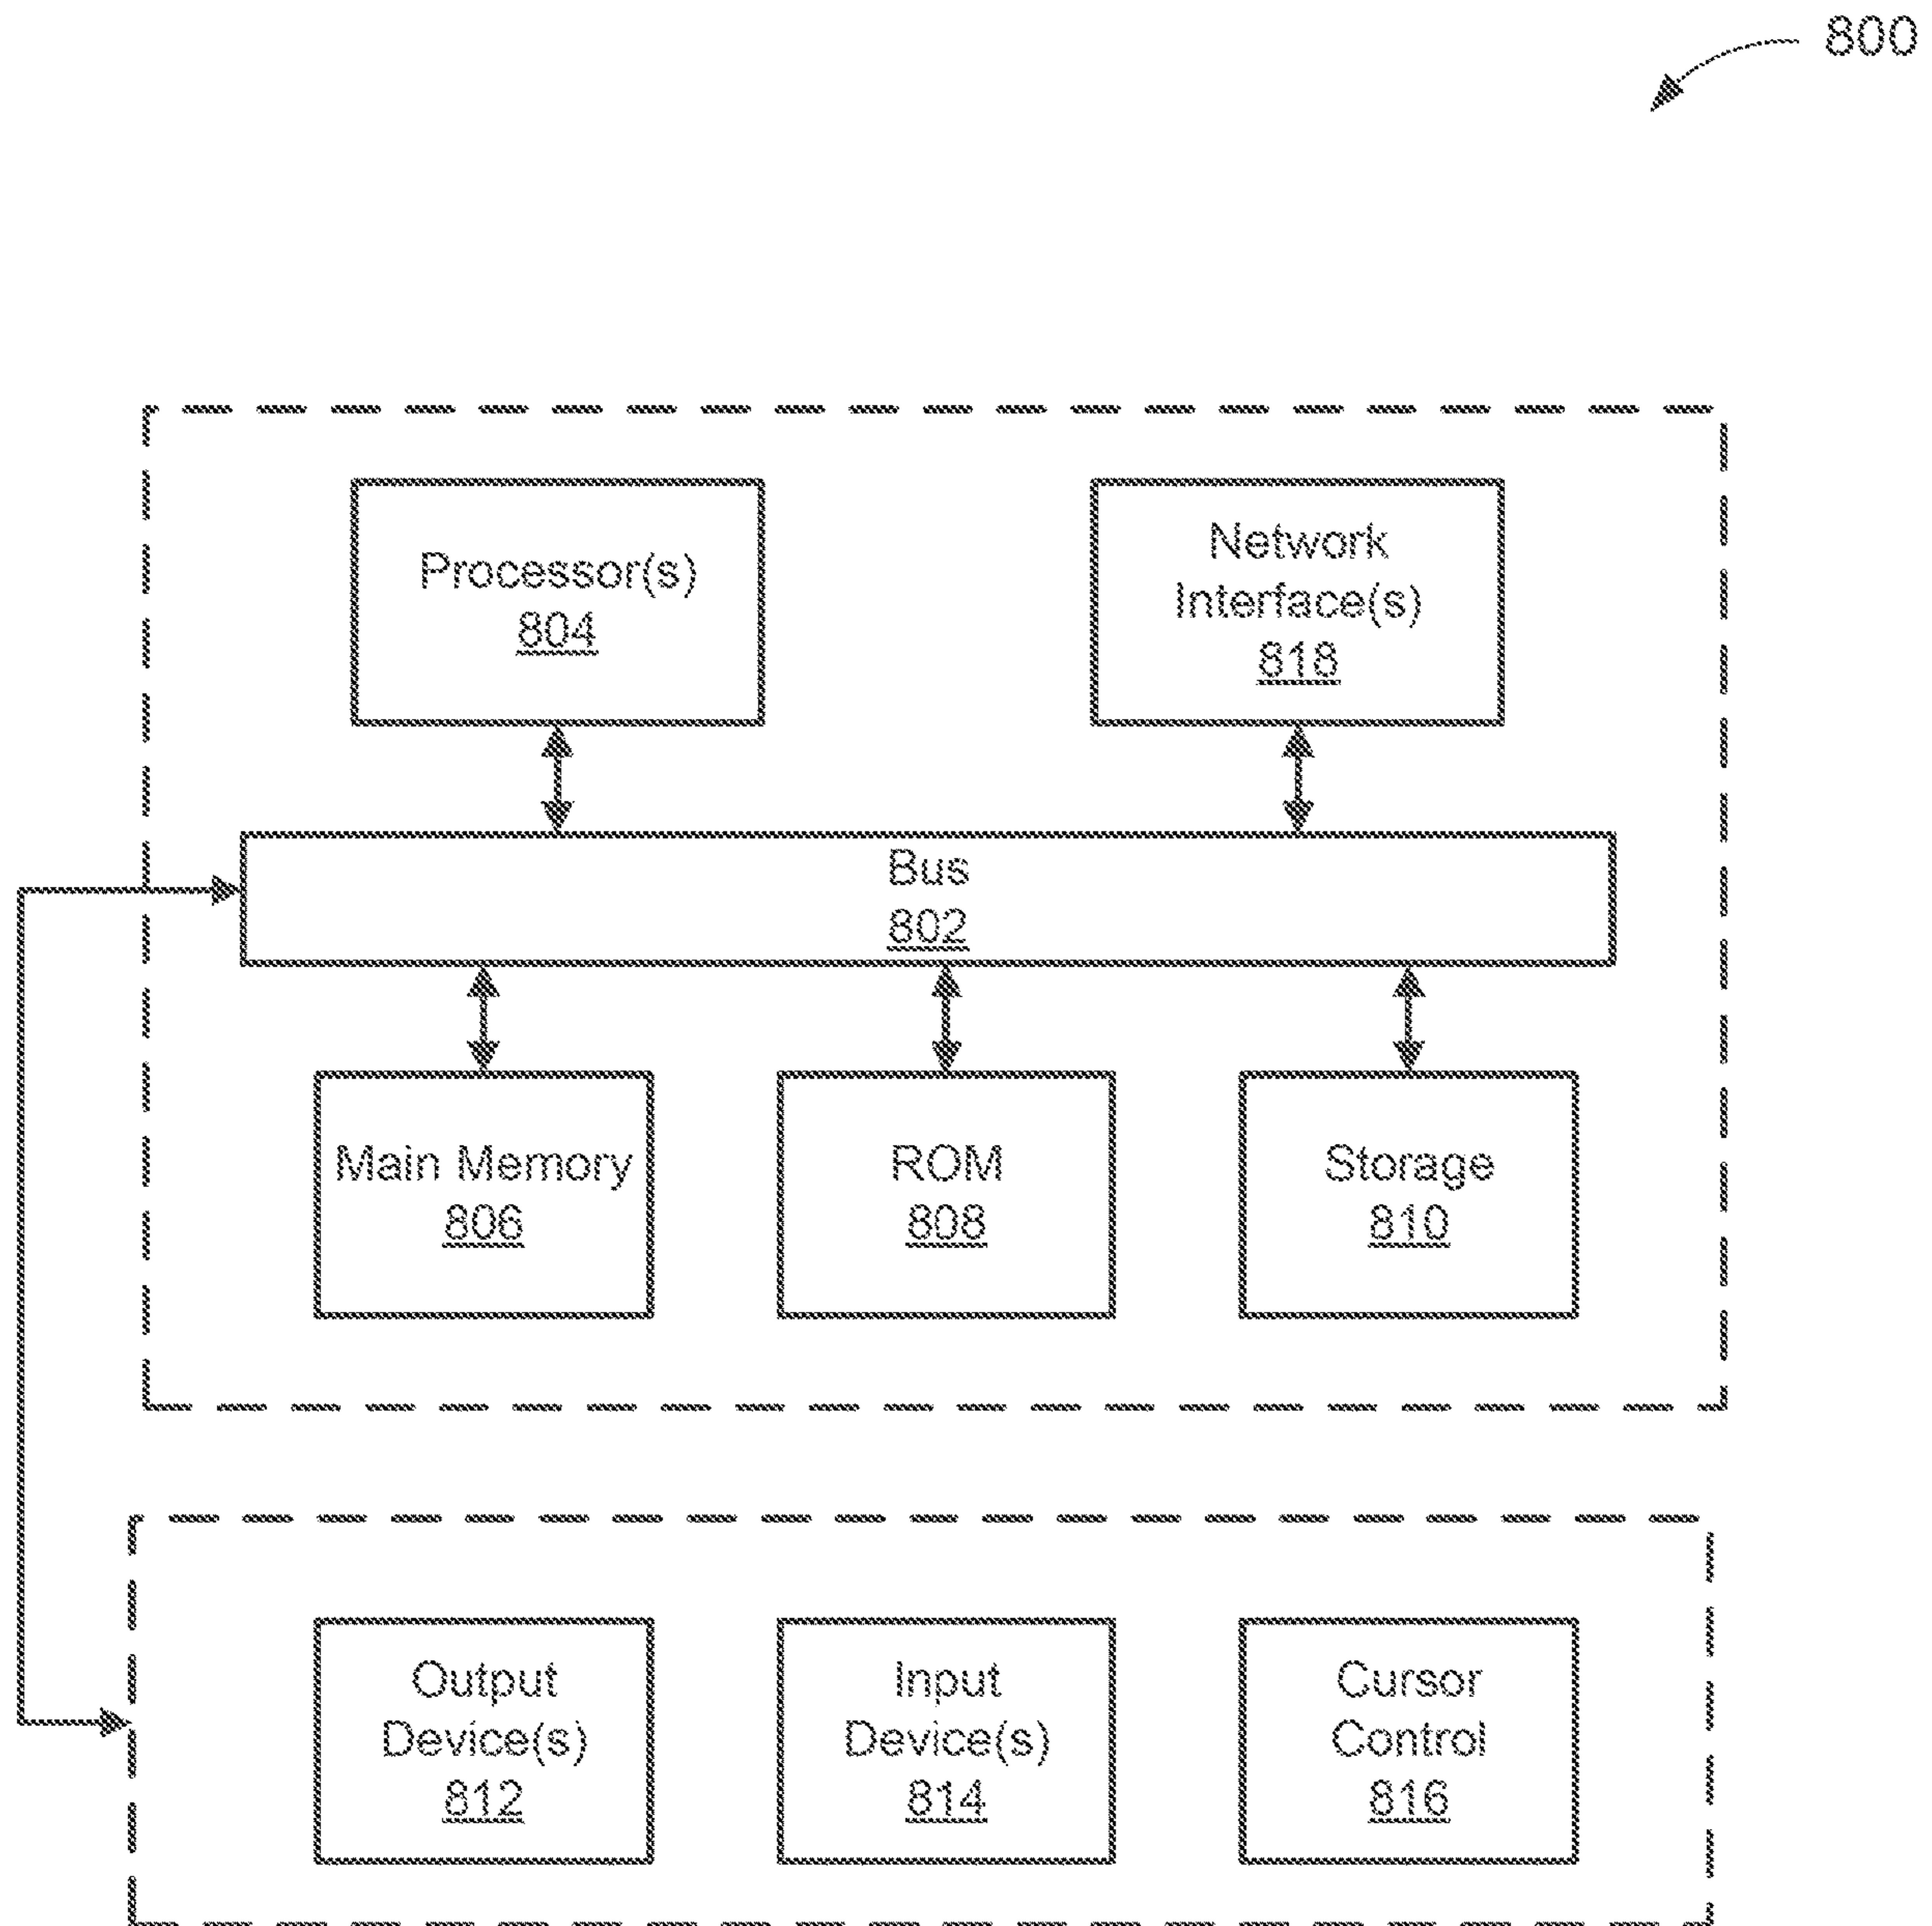 800
Processor(s)
804
Network
Interface(s)
818
Bus
802
Main Memory
806
ROM
808
Storage
810
Output
Device(s)
812
Input
Device(s)
814
Cursor
Control
816